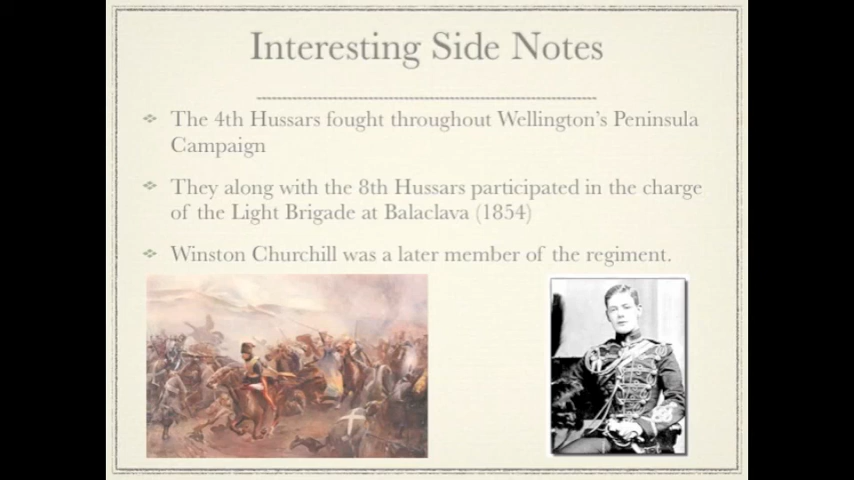 Interesting Side Notes
The 4th Hussars fought throughout Wellington's Peninsula
Campaign
They along with the 8th Hussars participated in the charge
of the Light Brigade at Balaclava (1854)
Winston Churchill was a later member of the regiment.